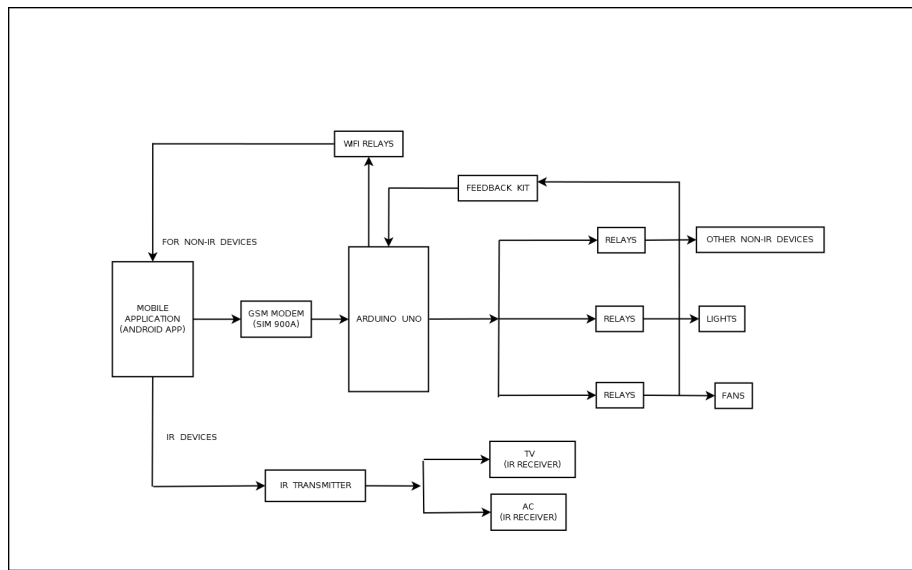 WIFI RELAYS
FEEDBACK KIT
FOR NON-IR DEVICES
RELAYS
OTHER NON-IR DEVICES
MOBILE
APPLICATION
(ANDROID APP)
GSM MODEM
(SIM 900A)
ARDUINO UNO
RELAYS
LIGHTS
RELAYS
FANS
IR DEVICES
TV
(IR RECEIVER)
IR TRANSMITTER
AC
(IR RECEIVER)